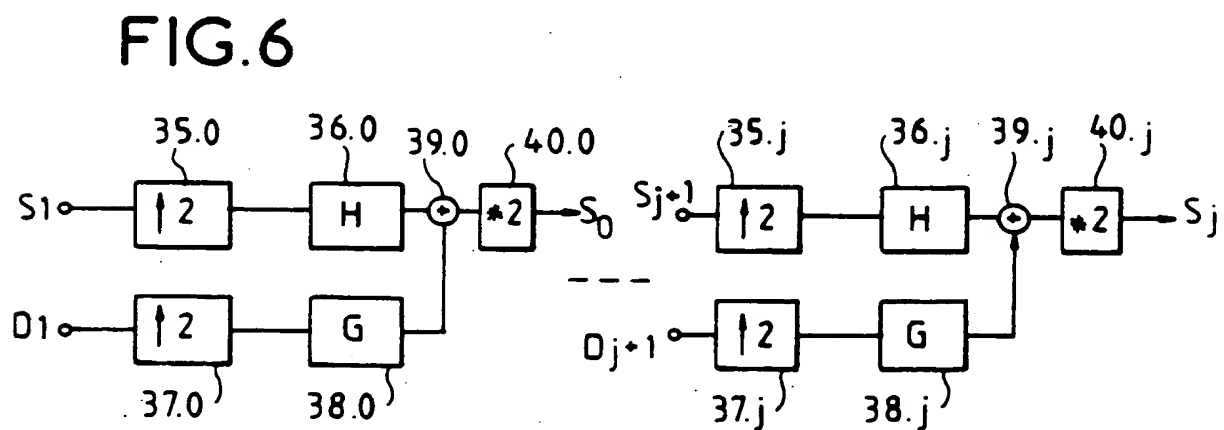 FIG.6
35.0 36.0 39.0 40.0 35.j 36.j 39.j 40.j
S1 ↑2 H + *2 S0 Sj+1 ↑2 H + *2 Sj
---
D1 ↑2 G Dj+1 ↑2 G
37.0 38.0 37.j 38.j